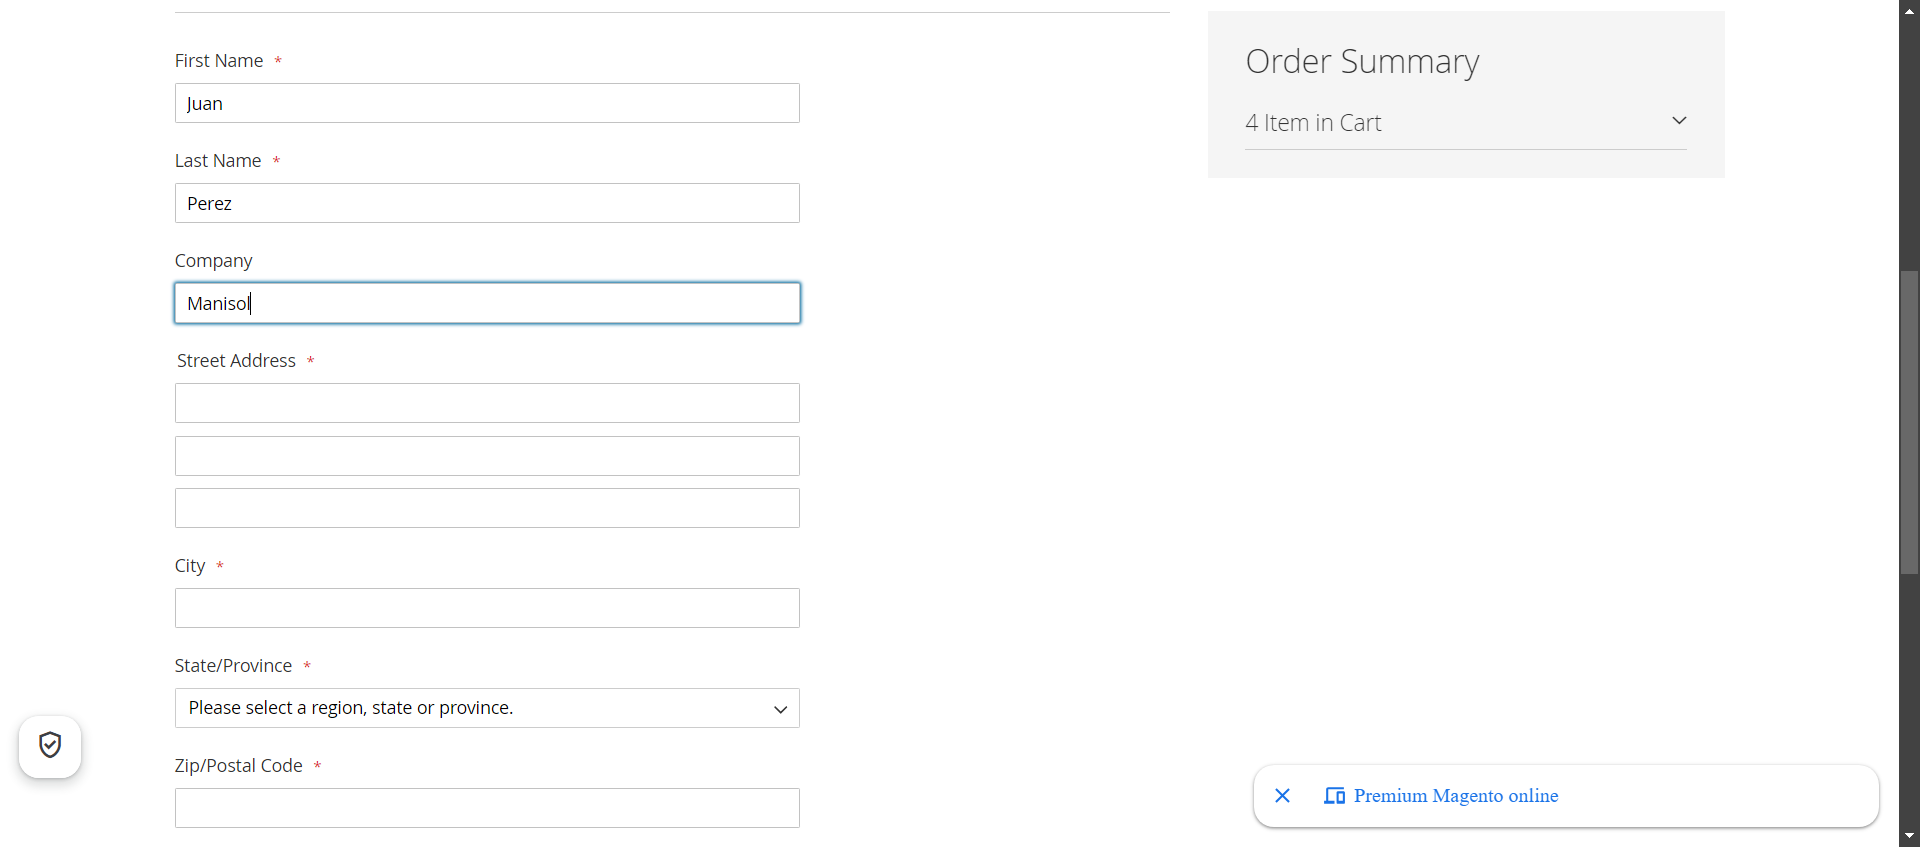 First Name *
Juan
Last Name *
Perez
Company
Manisol
Street Address *
City *
State/Province *
Please select a region, state or province.
Zip/Postal Code *
Order Summary
4 Item in Cart
Premium Magento online